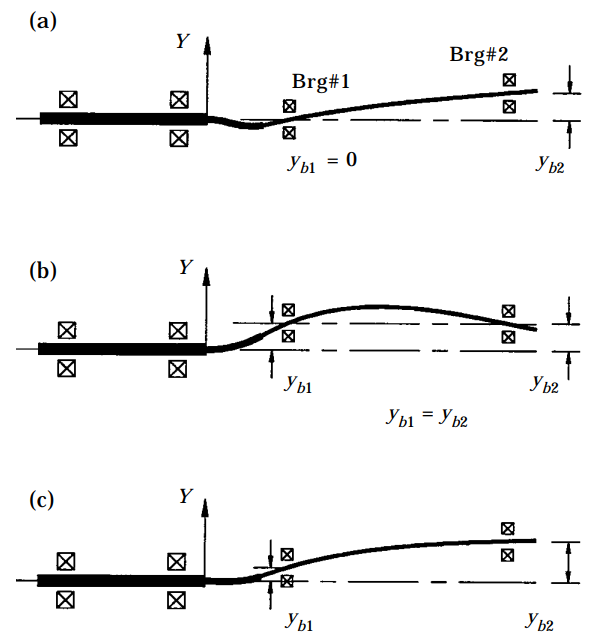 (a)
Y
Brg#1
Brg#2
y_b1 = 0
y_b2
(b)
Y
y_b1
y_b2
y_b1 = y_b2
(c)
Y
y_b1
y_b2